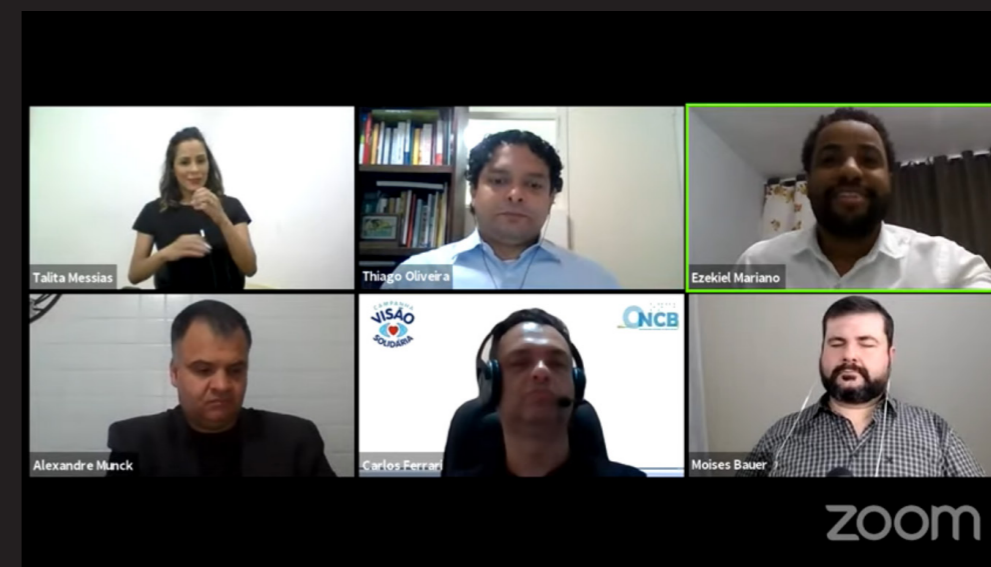 Talita Messias
Thiago Oliveira
Ezekiel Mariano
CAMPANHA
VISÃO
SOLIDÁRIA
ONCB
Alexandre Munck
Carlos Ferrari
Moises Bauer
zoom